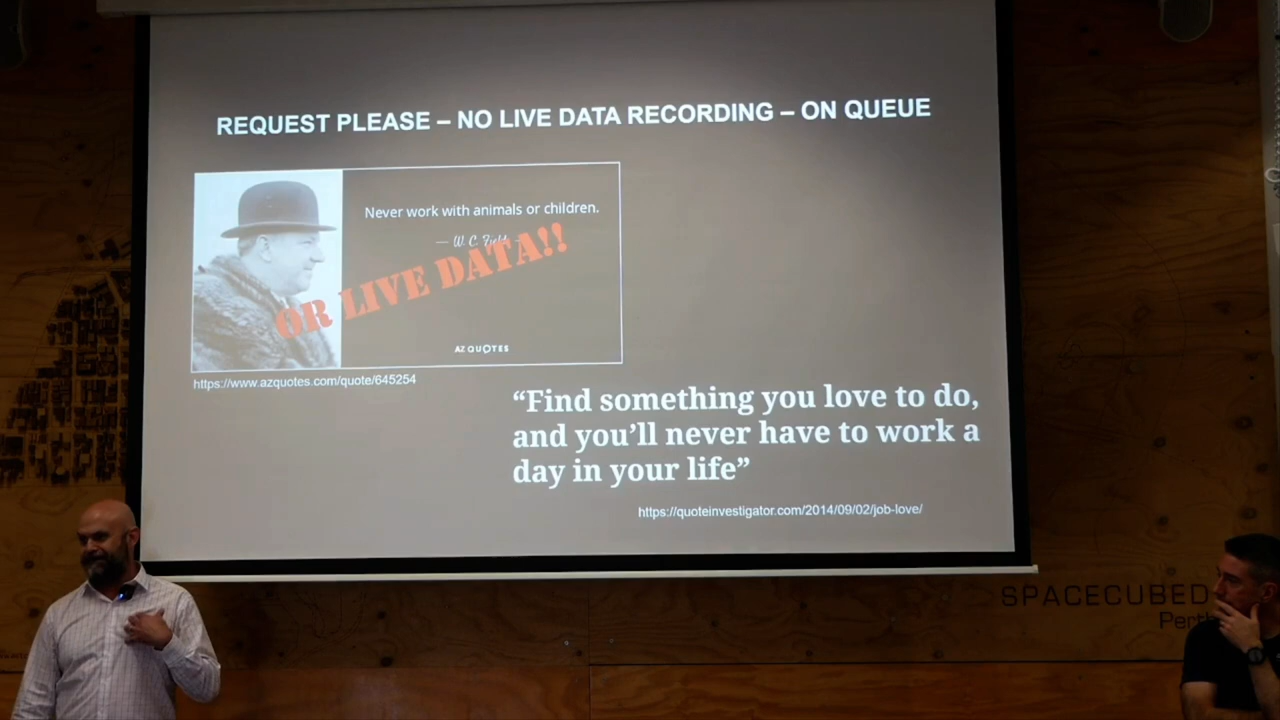 REQUEST PLEASE – NO LIVE DATA RECORDING – ON QUEUE
Never work with animals or children.
— W. C. Fields
OR LIVE DATA!!
AZ QUOTES
https://www.azquotes.com/quote/645254
“Find something you love to do,
and you’ll never have to work a
day in your life”
https://quoteinvestigator.com/2014/09/02/job-love/
SPACECUBED
Perth